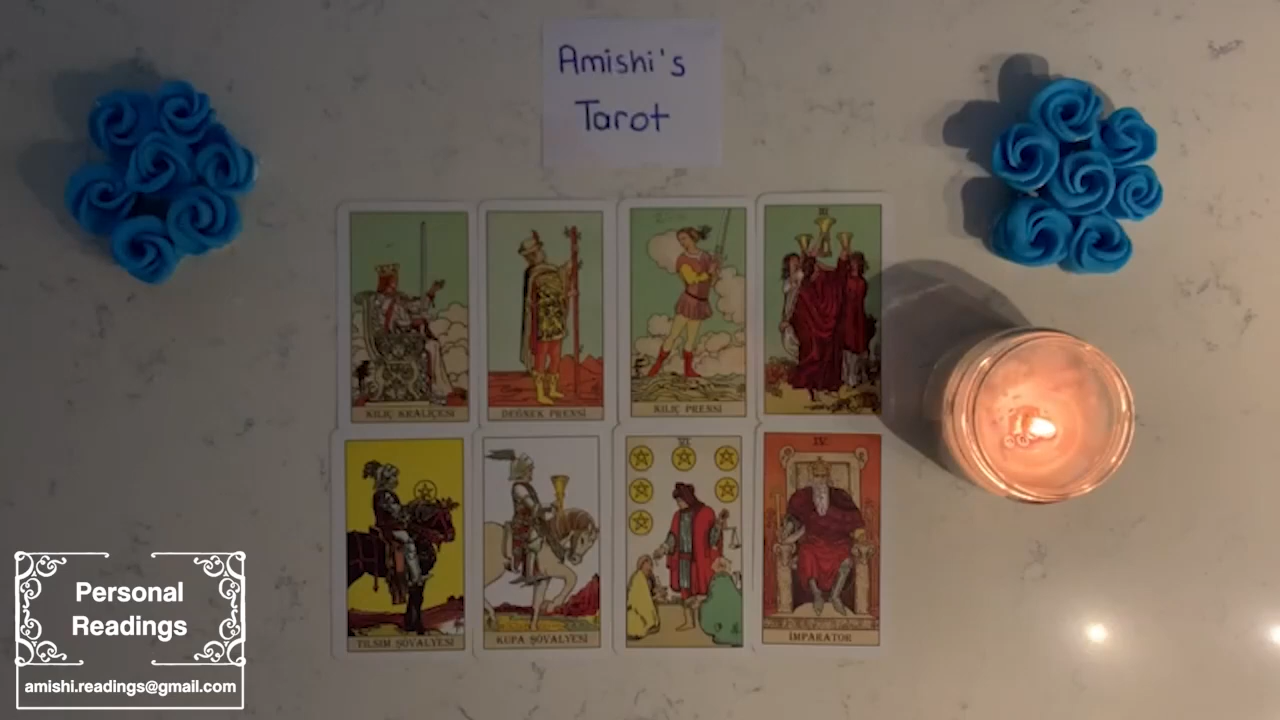 Amishi's
Tarot
III
KILIÇ KRALİÇESİ
DEĞNEK PRENSİ
KILIÇ PRENSİ
VI
IV
TILSIM ŞÖVALYESİ
KUPA ŞÖVALYESİ
İMPARATOR
Personal
Readings
amishi.readings@gmail.com